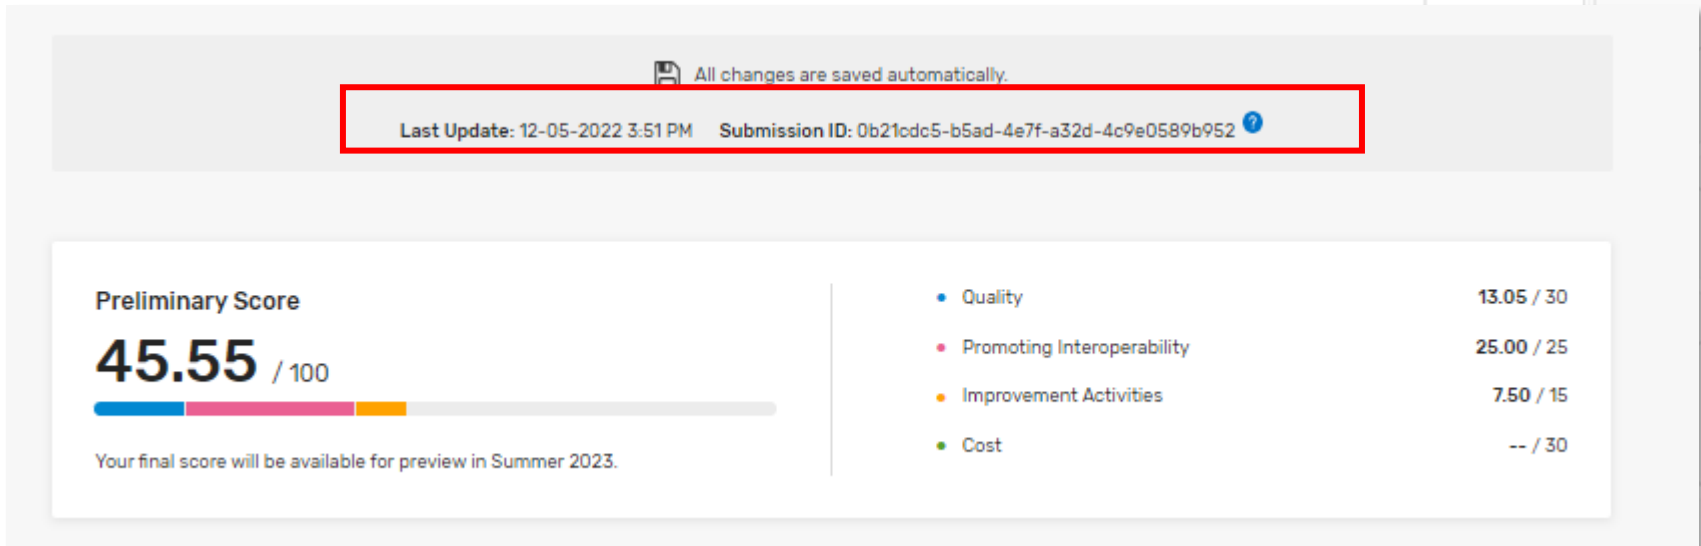 All changes are saved automatically.
Last Update: 12-05-2022 3:51 PM Submission ID: 0b21cdc5-b5ad-4e7f-a32d-4c9e0589b952 ?
Preliminary Score
45.55 / 100
Your final score will be available for preview in Summer 2023.
Quality 13.05 / 30
Promoting Interoperability 25.00 / 25
Improvement Activities 7.50 / 15
Cost -- / 30